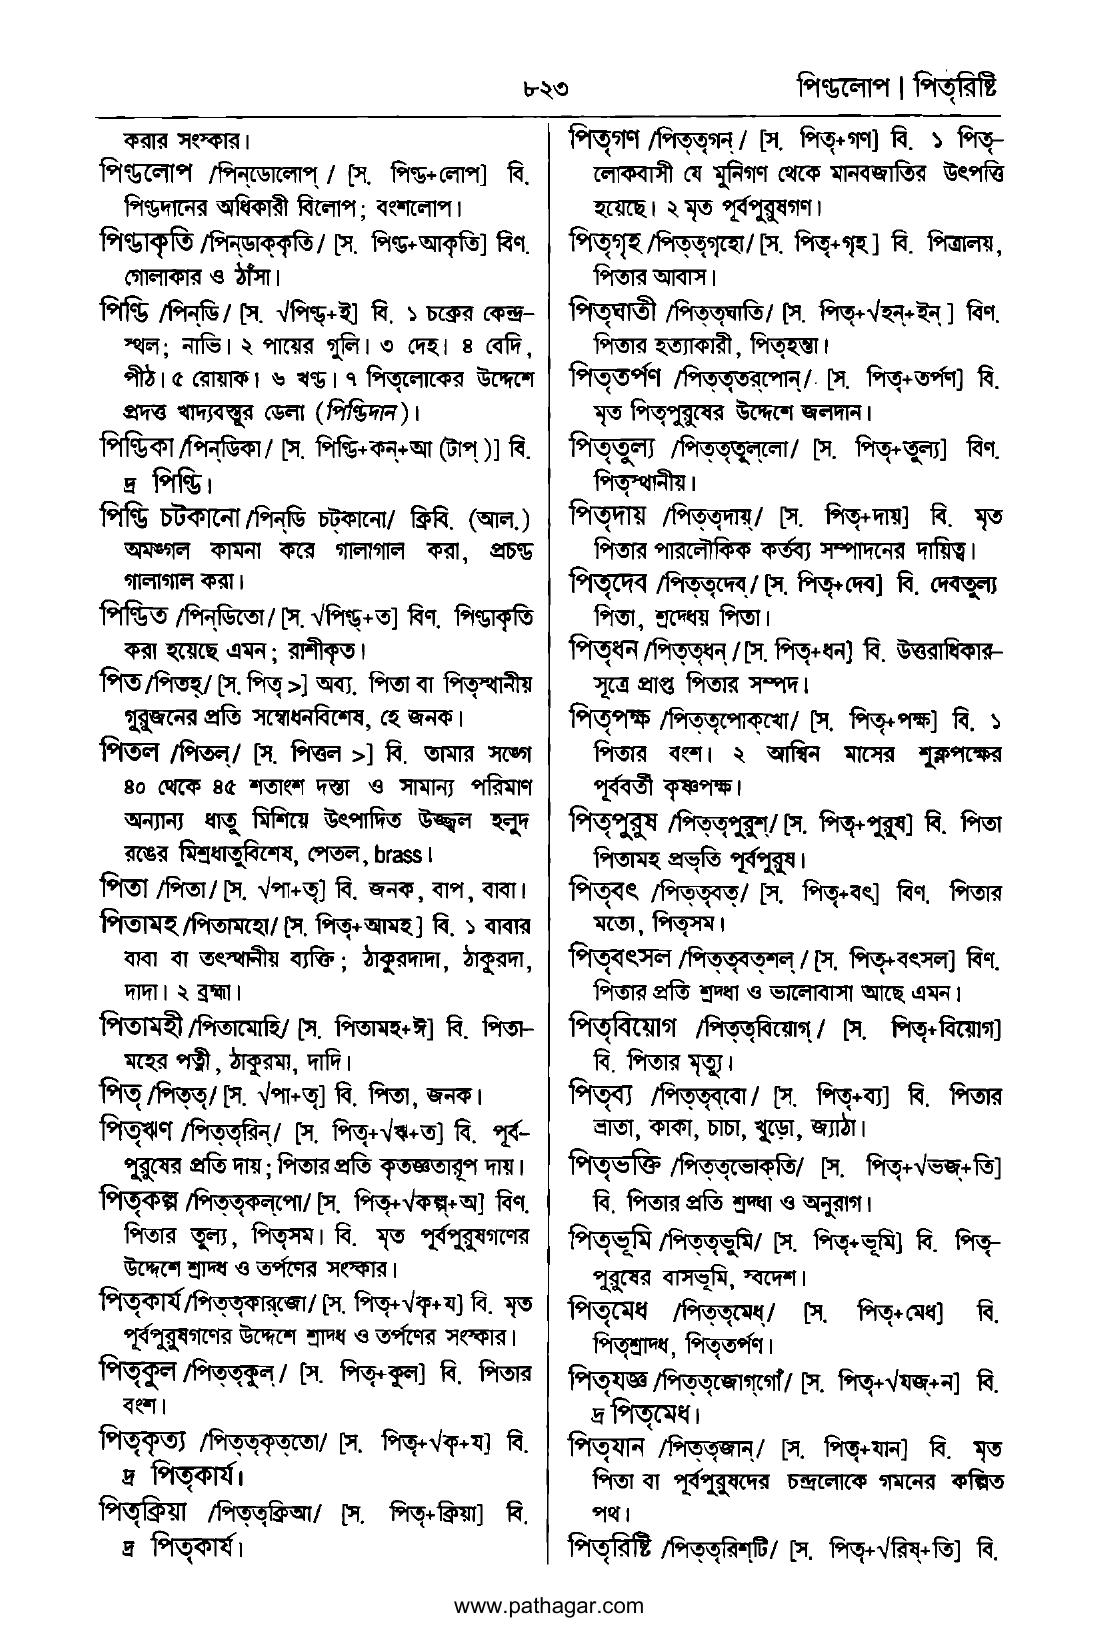 ৮২৩
পিণ্ডলোপ | পিতৃরিষ্টি
করার সংস্কার।
পিণ্ডলোপ /পিন্‌ডোলোপ্‌/ [স. পিণ্ড+লোপ] বি.
পিণ্ডদানের অধিকারী বিলোপ; বংশলোপ।
পিণ্ডাকৃতি /পিন্‌ডাক্‌কৃতি/ [স. পিণ্ড+আকৃতি] বিণ.
গোলাকার ও ঠাঁসা।
পিণ্ডি /পিন্‌ডি/ [স. √পিণ্ড্‌+ই] বি. ১ চক্রের কেন্দ্র–
স্থল; নাভি। ২ পায়ের গুলি। ৩ দেহ। ৪ বেদি,
পীঠ। ৫ রোয়াক। ৬ খণ্ড। ৭ পিতৃলোকের উদ্দেশে
প্রদত্ত খাদ্যবস্তুর ডেলা (পিণ্ডিদান)।
পিণ্ডিকা /পিন্‌ডিকা/ [স. পিণ্ডি+কন্‌+আ (টাপ্‌)] বি.
দ্র পিণ্ডি।
পিণ্ডি চটকানো /পিন্‌ডি চট্‌কানো/ ক্রিবি. (আল.)
অমঙ্গল কামনা করে গালাগাল করা, প্রচণ্ড
গালাগাল করা।
পিণ্ডিত /পিন্‌ডিতো/ [স. √পিণ্ড্‌+ত] বিণ. পিণ্ডাকৃতি
করা হয়েছে এমন; রাশীকৃত।
পিত /পিতহ্‌/ [স. পিতৃ >] অব্য. পিতা বা পিতৃস্থানীয়
গুরুজনের প্রতি সম্বোধনবিশেষ, হে জনক।
পিতল /পিতল্‌/ [স. পিত্তল >] বি. তামার সঙ্গে
৪০ থেকে ৪৫ শতাংশ দস্তা ও সামান্য পরিমাণ
অন্যান্য ধাতু মিশিয়ে উৎপাদিত উজ্জ্বল হলুদ
রঙের মিশ্রধাতুবিশেষ, পেতল, brass।
পিতা /পিতা/ [স. √পা+তৃ] বি. জনক, বাপ, বাবা।
পিতামহ /পিতামহো/ [স. পিতৃ+আমহ] বি. ১ বাবার
বাবা বা তৎস্থানীয় ব্যক্তি; ঠাকুরদাদা, ঠাকুরদা,
দাদা। ২ ব্রহ্মা।
পিতামহী /পিতামোহি/ [স. পিতামহ+ঈ] বি. পিতা–
মহের পত্নী, ঠাকুরমা, দাদি।
পিতৃ /পিত্‌তৃ/ [স. √পা+তৃ] বি. পিতা, জনক।
পিতৃঋণ /পিত্‌তৃরিন্‌/ [স. পিতৃ+√ঋ+ত] বি. পূর্ব–
পুরুষের প্রতি দায়; পিতার প্রতি কৃতজ্ঞতারূপ দায়।
পিতৃকল্প /পিত্‌তৃকল্‌পো/ [স. পিতৃ+√কল্প্‌+অ] বিণ.
পিতার তুল্য, পিতৃসম। বি. মৃত পূর্বপুরুষগণের
উদ্দেশে শ্রাদ্ধ ও তর্পণের সংস্কার।
পিতৃকার্য /পিত্‌তৃকার্‌জো/ [স. পিতৃ+√কৃ+য] বি. মৃত
পূর্বপুরুষগণের উদ্দেশে শ্রাদ্ধ ও তর্পণের সংস্কার।
পিতৃকুল /পিত্‌তৃকুল্‌/ [স. পিতৃ+কুল] বি. পিতার
বংশ।
পিতৃকৃত্য /পিত্‌তৃকৃত্‌তো/ [স. পিতৃ+√কৃ+য] বি.
দ্র পিতৃকার্য।
পিতৃক্রিয়া /পিত্‌তৃক্রিআ/ [স. পিতৃ+ক্রিয়া] বি.
দ্র পিতৃকার্য।
পিতৃগণ /পিত্‌তৃগন্‌/ [স. পিতৃ+গণ] বি. ১ পিতৃ–
লোকবাসী যে মুনিগণ থেকে মানবজাতির উৎপত্তি
হয়েছে। ২ মৃত পূর্বপুরুষগণ।
পিতৃগৃহ /পিত্‌তৃগৃহো/ [স. পিতৃ+গৃহ] বি. পিত্রালয়,
পিতার আবাস।
পিতৃঘাতী /পিত্‌তৃঘাতি/ [স. পিতৃ+√হন্‌+ইন্‌] বিণ.
পিতার হত্যাকারী, পিতৃহন্তা।
পিতৃতর্পণ /পিত্‌তৃতর্‌পোন্‌/ [স. পিতৃ+তর্পণ] বি.
মৃত পিতৃপুরুষের উদ্দেশে জলদান।
পিতৃতুল্য /পিত্‌তৃতুল্‌লো/ [স. পিতৃ+তুল্য] বিণ.
পিতৃস্থানীয়।
পিতৃদায় /পিত্‌তৃদায়্‌/ [স. পিতৃ+দায়] বি. মৃত
পিতার পারলৌকিক কর্তব্য সম্পাদনের দায়িত্ব।
পিতৃদেব /পিত্‌তৃদেব্‌/ [স. পিতৃ+দেব] বি. দেবতুল্য
পিতা, শ্রদ্ধেয় পিতা।
পিতৃধন /পিত্‌তৃধন্‌/ [স. পিতৃ+ধন] বি. উত্তরাধিকার–
সূত্রে প্রাপ্ত পিতার সম্পদ।
পিতৃপক্ষ /পিত্‌তৃপোক্‌খো/ [স. পিতৃ+পক্ষ] বি. ১
পিতার বংশ। ২ আশ্বিন মাসের শুক্লপক্ষের
পূর্ববর্তী কৃষ্ণপক্ষ।
পিতৃপুরুষ /পিত্‌তৃপুরুশ্‌/ [স. পিতৃ+পুরুষ] বি. পিতা
পিতামহ প্রভৃতি পূর্বপুরুষ।
পিতৃবৎ /পিত্‌তৃবত্‌/ [স. পিতৃ+বৎ] বিণ. পিতার
মতো, পিতৃসম।
পিতৃবৎসল /পিত্‌তৃবত্‌শল্‌/ [স. পিতৃ+বৎসল] বিণ.
পিতার প্রতি শ্রদ্ধা ও ভালোবাসা আছে এমন।
পিতৃবিয়োগ /পিত্‌তৃবিয়োগ্‌/ [স. পিতৃ+বিয়োগ]
বি. পিতার মৃত্যু।
পিতৃব্য /পিত্‌তৃব্‌বো/ [স. পিতৃ+ব্য] বি. পিতার
ভ্রাতা, কাকা, চাচা, খুড়ো, জ্যাঠা।
পিতৃভক্তি /পিত্‌তৃভোক্‌তি/ [স. পিতৃ+√ভজ্‌+তি]
বি. পিতার প্রতি শ্রদ্ধা ও অনুরাগ।
পিতৃভূমি /পিত্‌তৃভুমি/ [স. পিতৃ+ভূমি] বি. পিতৃ–
পুরুষের বাসভূমি, স্বদেশ।
পিতৃমেধ /পিত্‌তৃমেধ্‌/ [স. পিতৃ+মেধ] বি.
পিতৃশ্রাদ্ধ, পিতৃতর্পণ।
পিতৃযজ্ঞ /পিত্‌তৃজোগ্‌গোঁ/ [স. পিতৃ+√যজ্‌+ন] বি.
দ্র পিতৃমেধ।
পিতৃযান /পিত্‌তৃজান্‌/ [স. পিতৃ+যান] বি. মৃত
পিতা বা পূর্বপুরুষদের চন্দ্রলোকে গমনের কল্পিত
পথ।
পিতৃরিষ্টি /পিত্‌তৃরিশ্‌টি/ [স. পিতৃ+√রিষ্‌+তি] বি.
www.pathagar.com